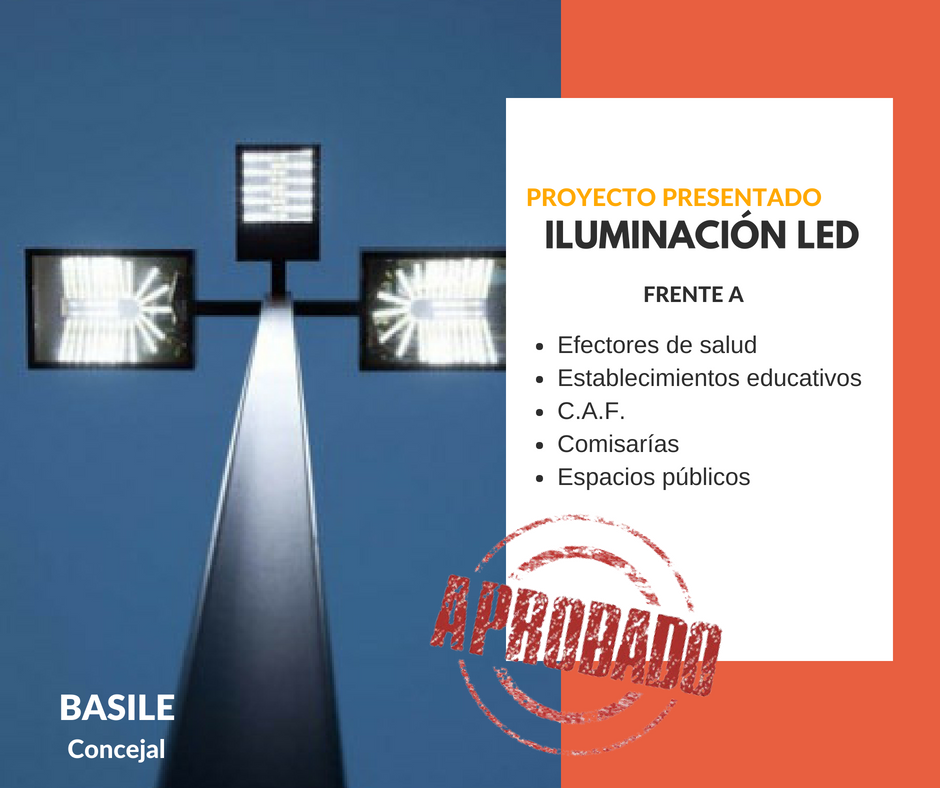 PROYECTO PRESENTADO
ILUMINACIÓN LED
FRENTE A
Efectores de salud
Establecimientos educativos
C.A.F.
Comisarías
Espacios públicos
APROBADO
BASILE
Concejal